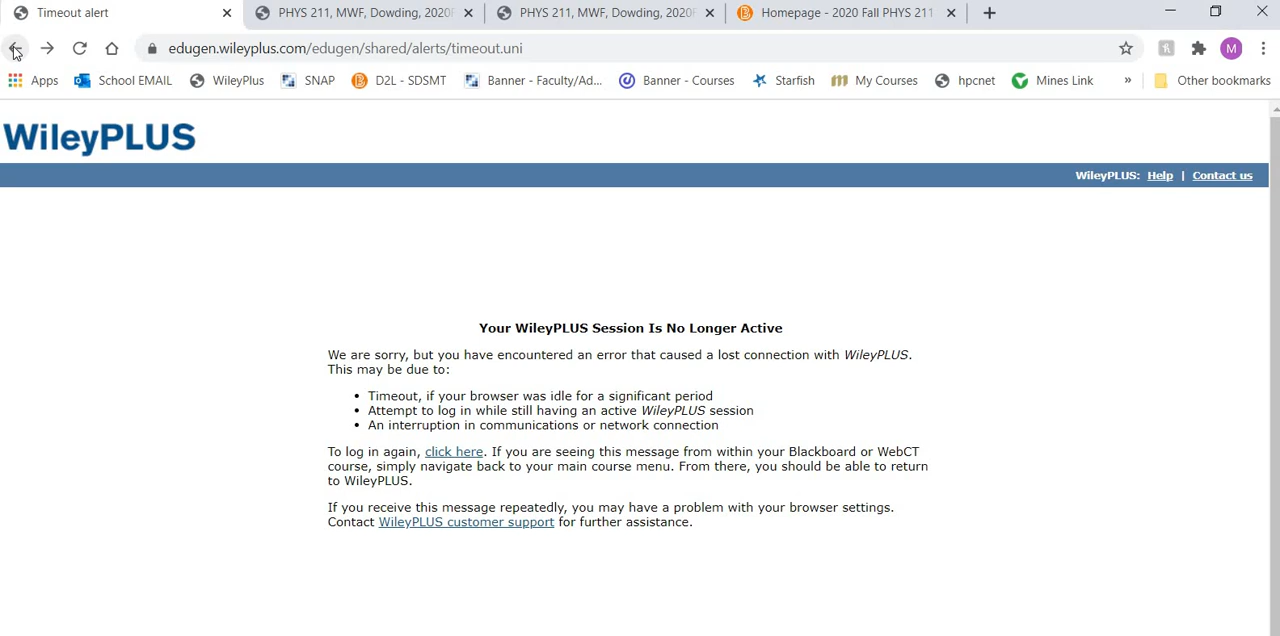 Timeout alert
PHYS 211, MWF, Dowding, 2020F
PHYS 211, MWF, Dowding, 2020F
Homepage - 2020 Fall PHYS 211
edugen.wileyplus.com/edugen/shared/alerts/timeout.uni
M
Apps School EMAIL WileyPlus SNAP D2L - SDSMT Banner - Faculty/Ad... Banner - Courses Starfish My Courses hpcnet Mines Link » Other bookmarks
WileyPLUS
WileyPLUS: Help | Contact us
Your WileyPLUS Session Is No Longer Active
We are sorry, but you have encountered an error that caused a lost connection with WileyPLUS.
This may be due to:
• Timeout, if your browser was idle for a significant period
• Attempt to log in while still having an active WileyPLUS session
• An interruption in communications or network connection
To log in again, click here. If you are seeing this message from within your Blackboard or WebCT
course, simply navigate back to your main course menu. From there, you should be able to return
to WileyPLUS.
If you receive this message repeatedly, you may have a problem with your browser settings.
Contact WileyPLUS customer support for further assistance.